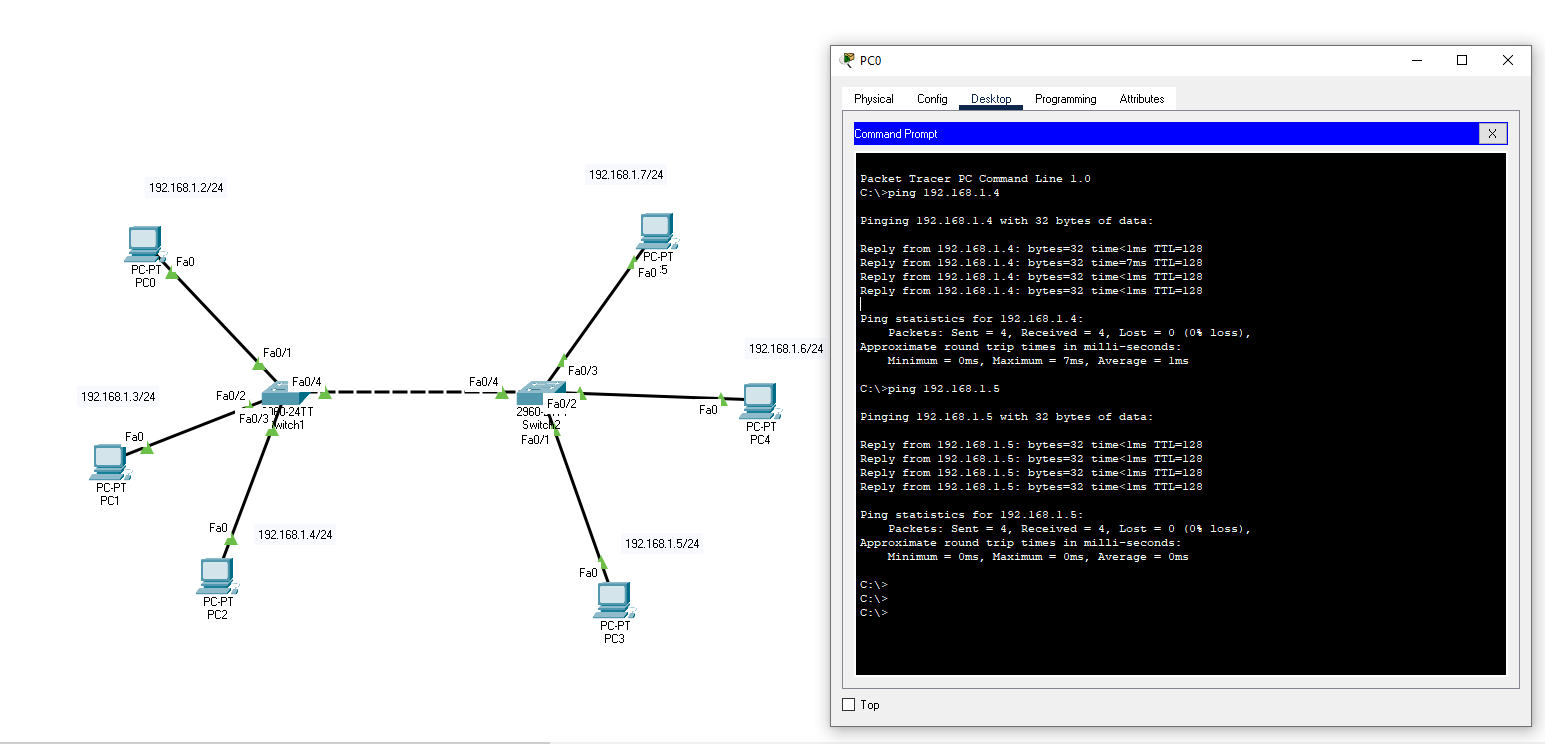 192.168.1.2/24
PC-PT
PC0
Fa0
Fa0/1
192.168.1.3/24
Fa0
PC-PT
PC1
Fa0/2
Fa0/3
Fa0/4
Fa0
192.168.1.4/24
PC-PT
PC2
Fa0/4
192.168.1.7/24
PC-PT
Fa0
Fa0/3
192.168.1.6/24
Fa0/2
Fa0
PC-PT
PC4
Switch2
Fa0/1
192.168.1.5/24
Fa0
PC-PT
PC3
PC0
Physical Config Desktop Programming Attributes
Command Prompt X
Packet Tracer PC Command Line 1.0
C:\>ping 192.168.1.4
Pinging 192.168.1.4 with 32 bytes of data:
Reply from 192.168.1.4: bytes=32 time<1ms TTL=128
Reply from 192.168.1.4: bytes=32 time=7ms TTL=128
Reply from 192.168.1.4: bytes=32 time<1ms TTL=128
Reply from 192.168.1.4: bytes=32 time<1ms TTL=128
Ping statistics for 192.168.1.4:
Packets: Sent = 4, Received = 4, Lost = 0 (0% loss),
Approximate round trip times in milli-seconds:
Minimum = 0ms, Maximum = 7ms, Average = 1ms
C:\>ping 192.168.1.5
Pinging 192.168.1.5 with 32 bytes of data:
Reply from 192.168.1.5: bytes=32 time<1ms TTL=128
Reply from 192.168.1.5: bytes=32 time<1ms TTL=128
Reply from 192.168.1.5: bytes=32 time<1ms TTL=128
Reply from 192.168.1.5: bytes=32 time<1ms TTL=128
Ping statistics for 192.168.1.5:
Packets: Sent = 4, Received = 4, Lost = 0 (0% loss),
Approximate round trip times in milli-seconds:
Minimum = 0ms, Maximum = 0ms, Average = 0ms
C:\>
C:\>
C:\>
Top